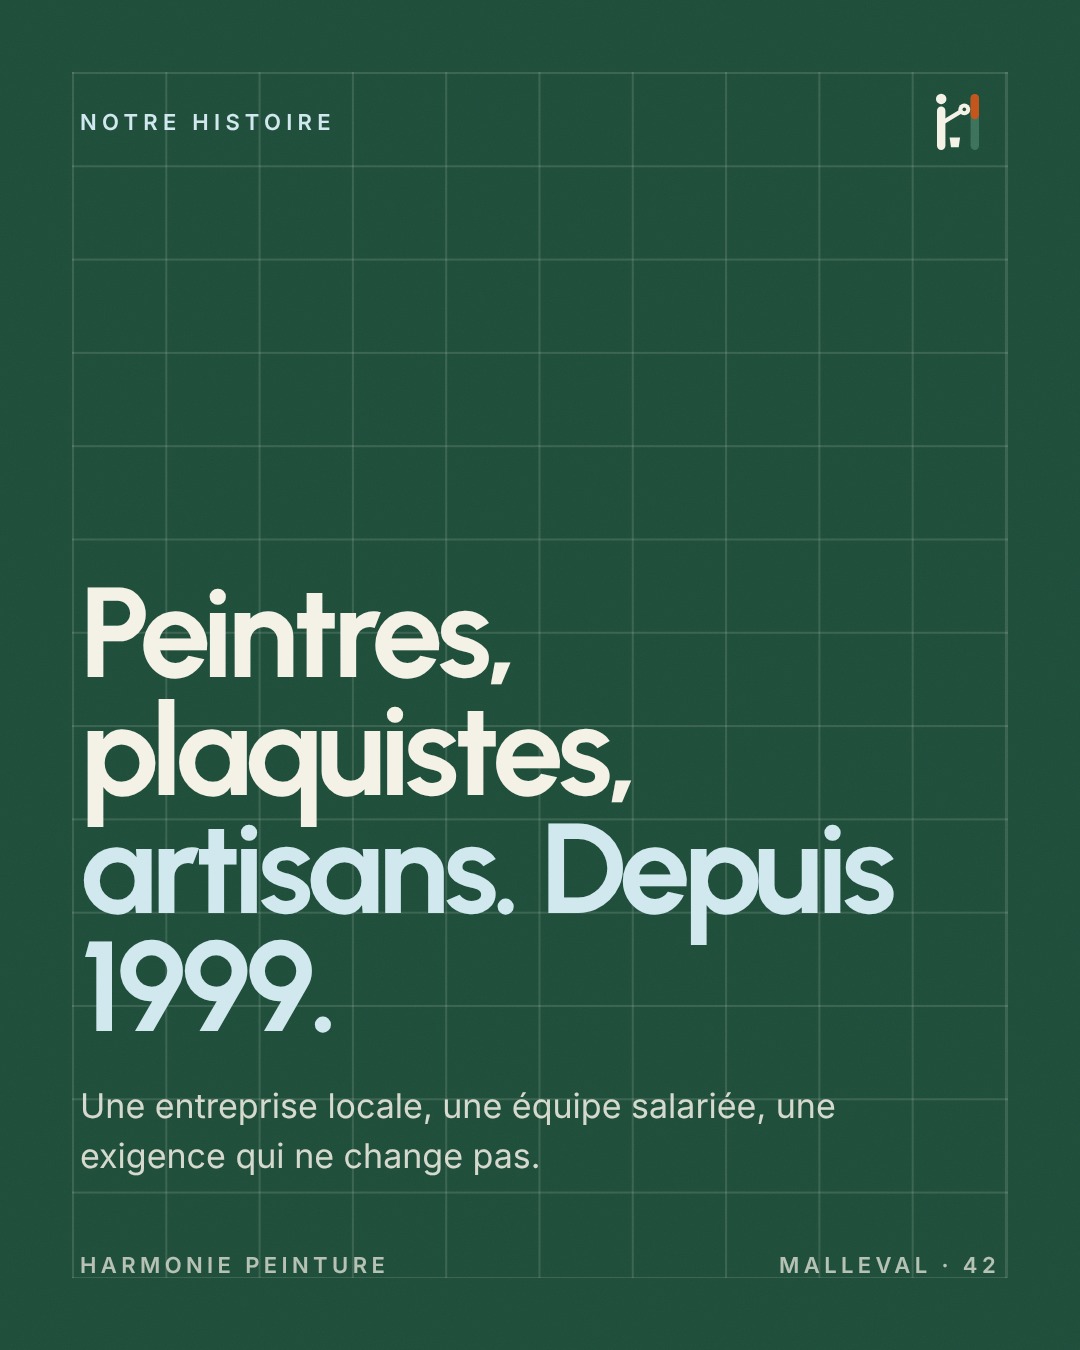 NOTRE HISTOIRE
Peintres,
plaquistes,
artisans. Depuis
1999.
Une entreprise locale, une équipe salariée, une
exigence qui ne change pas.
HARMONIE PEINTURE
MALLEVAL · 42